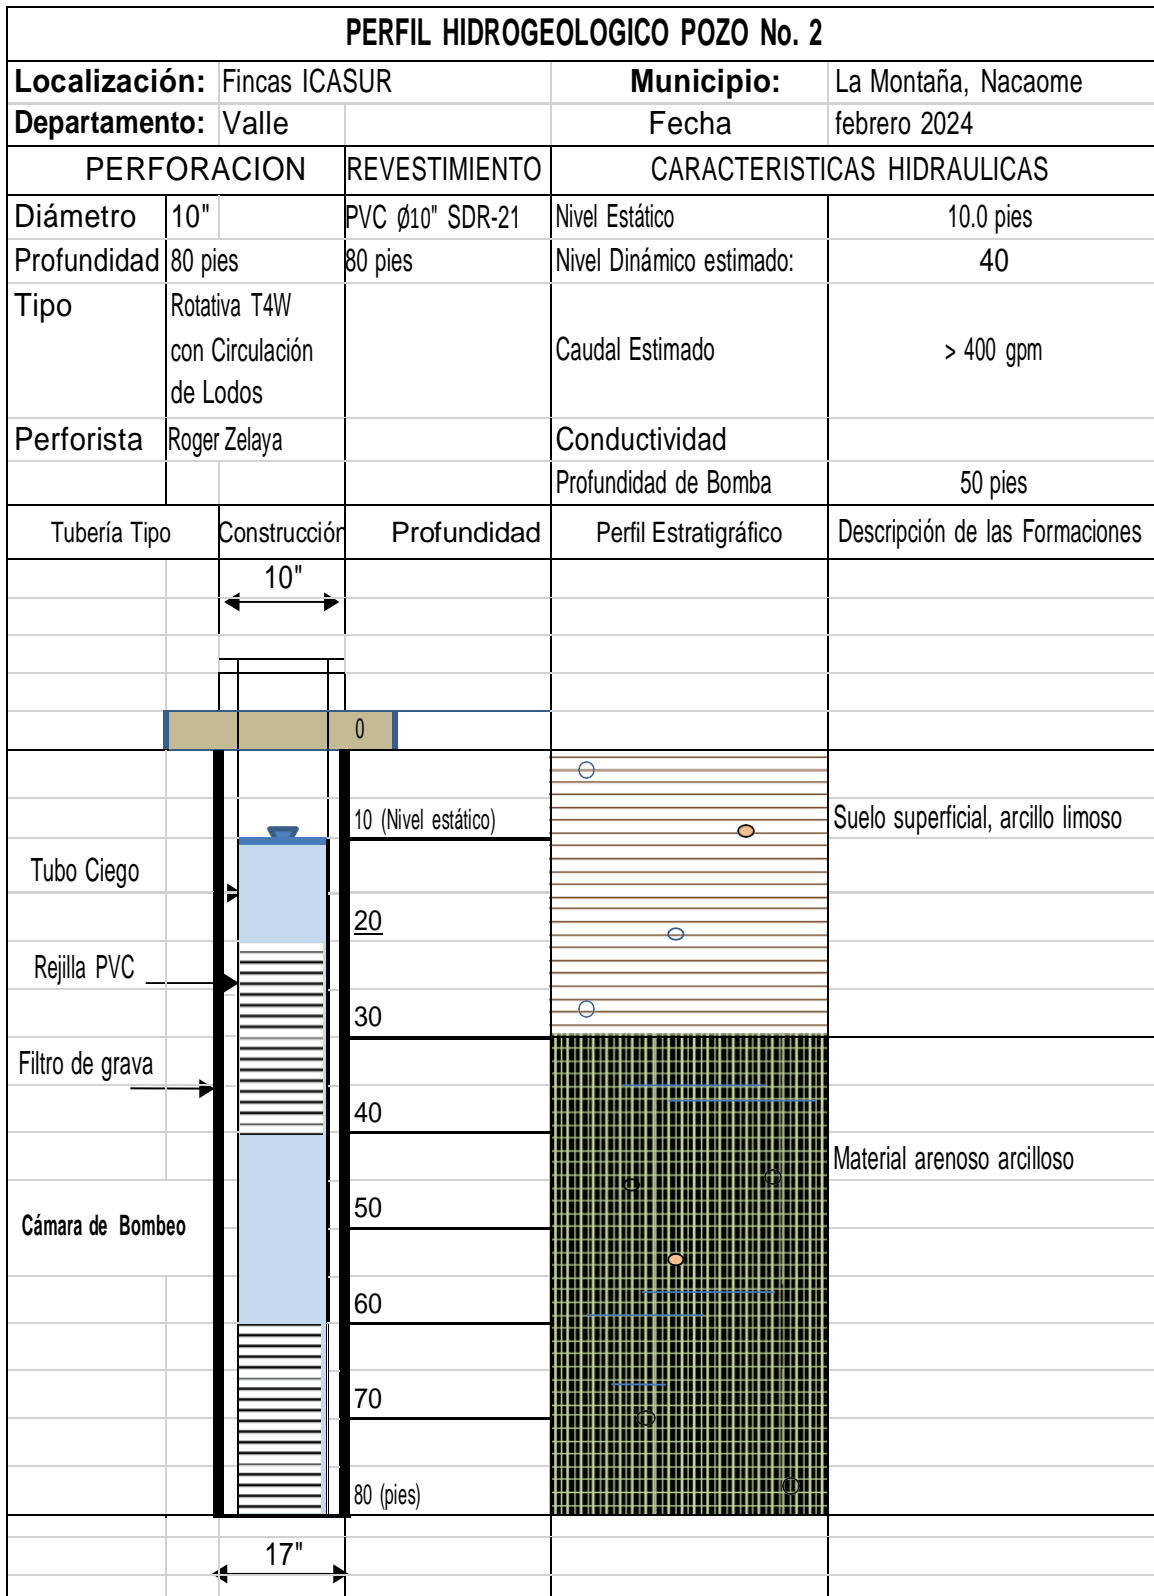 PERFIL HIDROGEOLOGICO POZO No. 2
Localización: Fincas ICASUR Municipio: La Montaña, Nacaome
Departamento: Valle Fecha febrero 2024
PERFORACION REVESTIMIENTO CARACTERISTICAS HIDRAULICAS
Diámetro 10" PVC Ø10" SDR-21 Nivel Estático 10.0 pies
Profundidad 80 pies 80 pies Nivel Dinámico estimado: 40
Tipo Rotativa T4W
con Circulación Caudal Estimado > 400 gpm
de Lodos
Perforista Roger Zelaya Conductividad
Profundidad de Bomba 50 pies
Tubería Tipo Construcción Profundidad Perfil Estratigráfico Descripción de las Formaciones
10"
0
10 (Nivel estático) Suelo superficial, arcillo limoso
Tubo Ciego
20
Rejilla PVC
30
Filtro de grava
40
Material arenoso arcilloso
50
Cámara de Bombeo
60
70
80 (pies)
17"